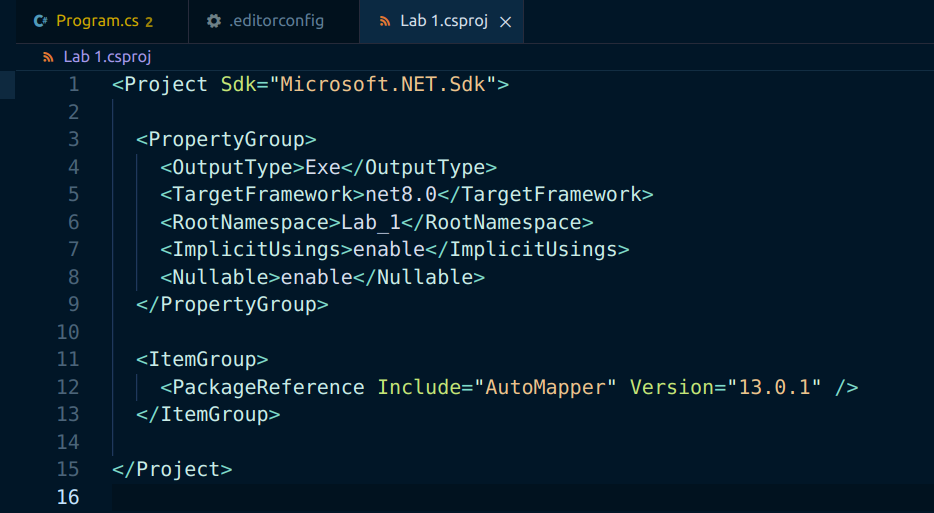 C# Program.cs 2 .editorconfig Lab 1.csproj ×
Lab 1.csproj
1 <Project Sdk="Microsoft.NET.Sdk">
2
3 <PropertyGroup>
4 <OutputType>Exe</OutputType>
5 <TargetFramework>net8.0</TargetFramework>
6 <RootNamespace>Lab_1</RootNamespace>
7 <ImplicitUsings>enable</ImplicitUsings>
8 <Nullable>enable</Nullable>
9 </PropertyGroup>
10
11 <ItemGroup>
12 <PackageReference Include="AutoMapper" Version="13.0.1" />
13 </ItemGroup>
14
15 </Project>
16